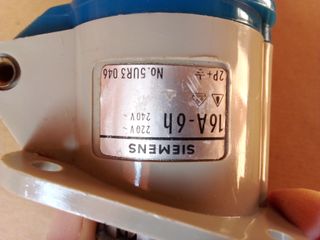 SIEMENS
16A-6h
220V~
240V~
2P+⏚
No. 5UR3 046